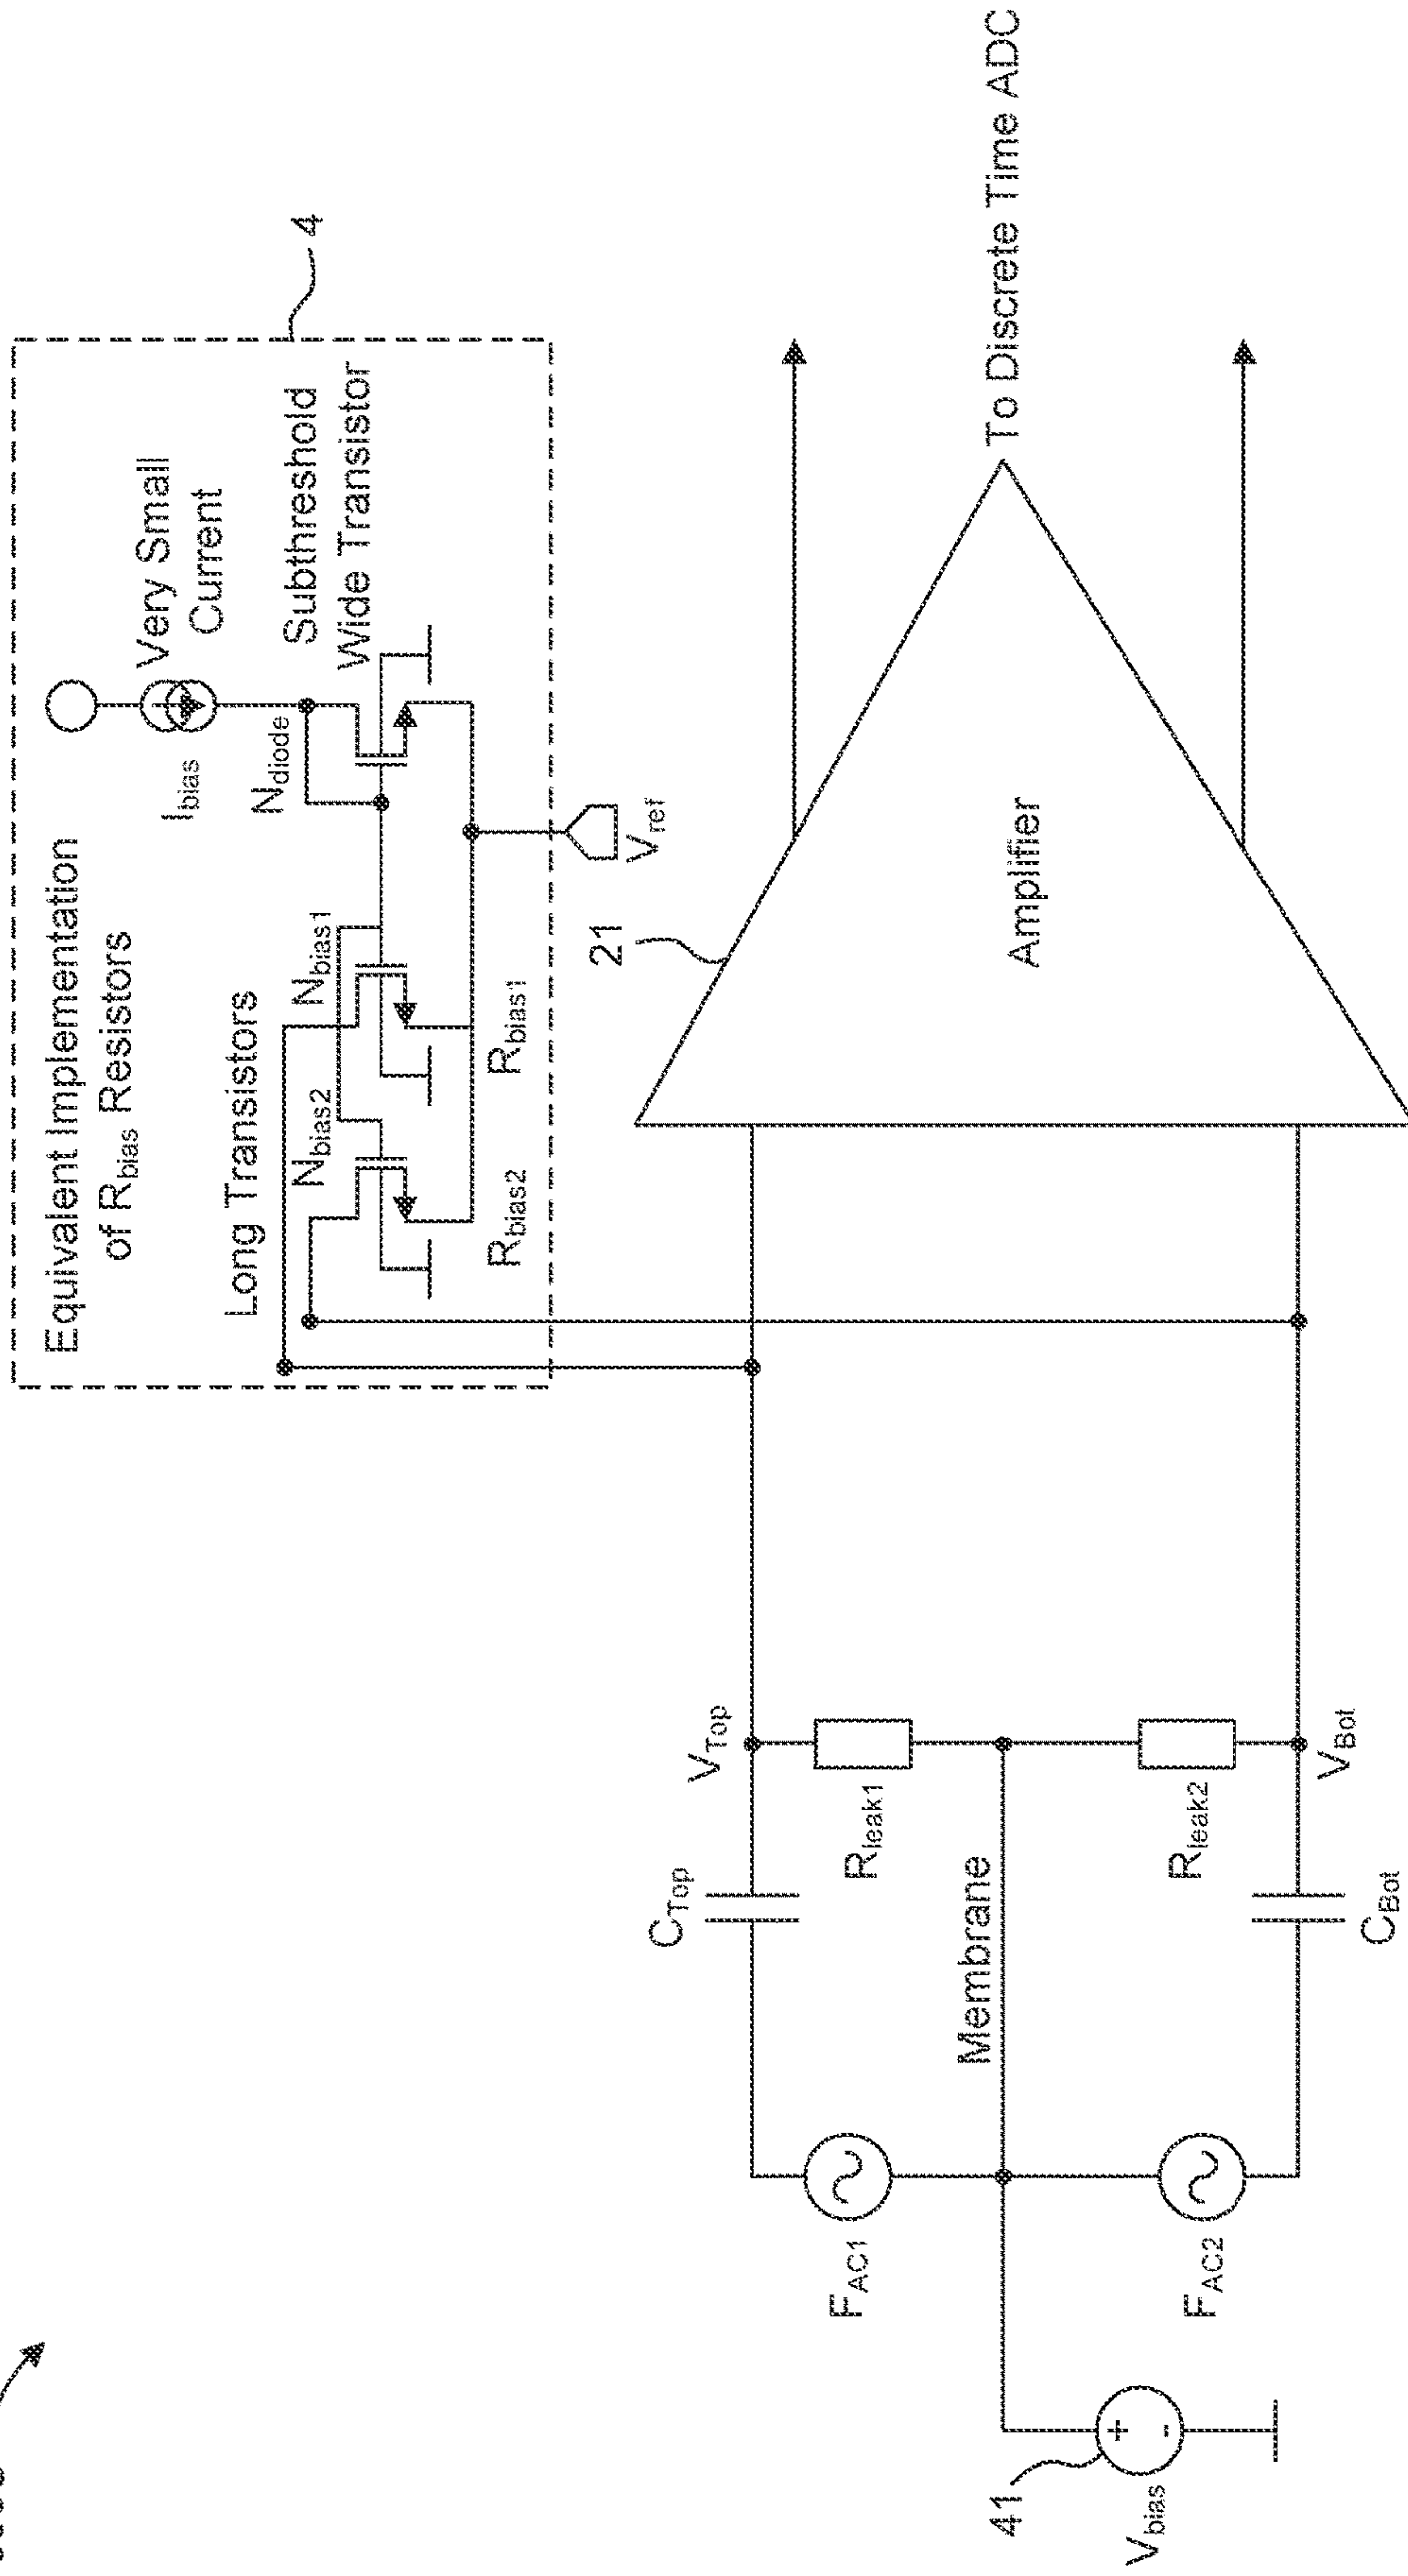 Equivalent Implementation
of Rbias Resistors
Very Small
Current
Ibias
4
Long Transistors
Subthreshold
Wide Transistor
Nbias2
Nbias1
Ndiode
Rbias2
Rbias1
Vref
21
Amplifier
To Discrete Time ADC
VTop
CTop
Rleak1
Membrane
Rleak2
VBot
CBot
FAC1
FAC2
41
+
-
Vbias